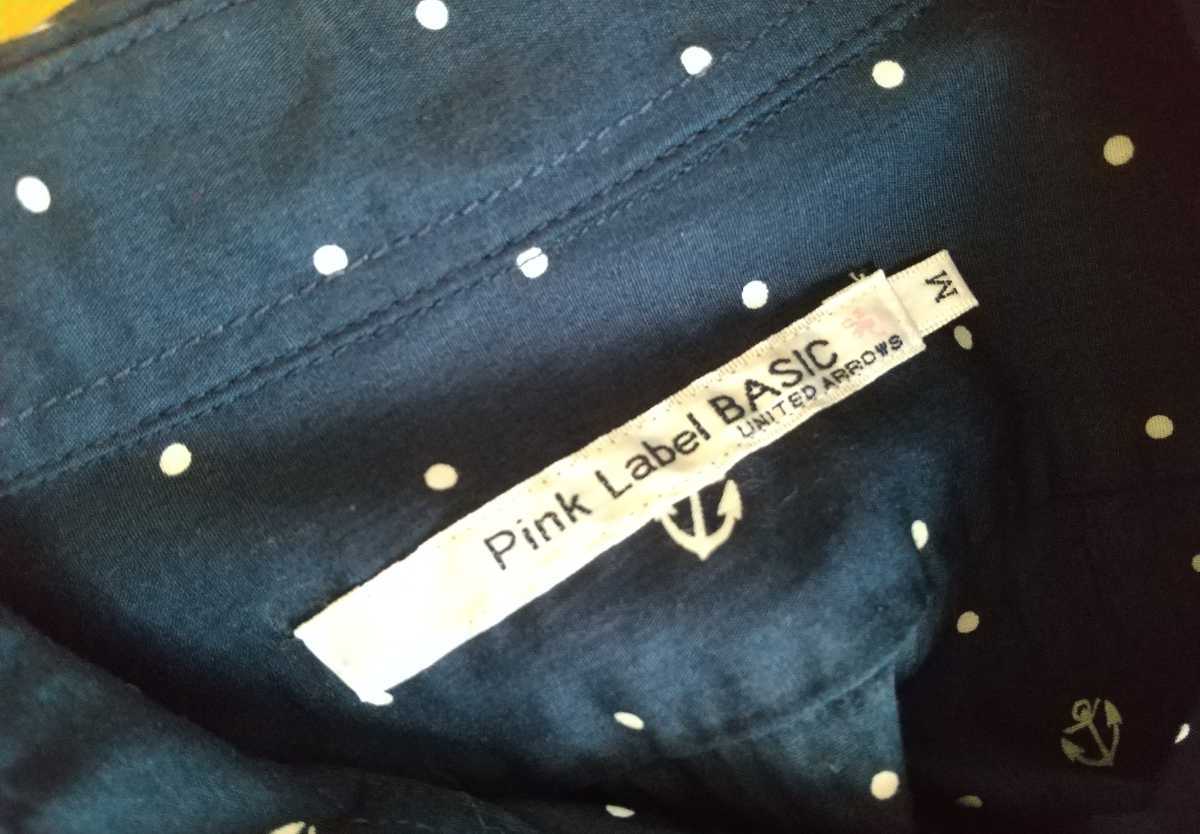 Pink Label BASIC
UNITED ARROWS
M